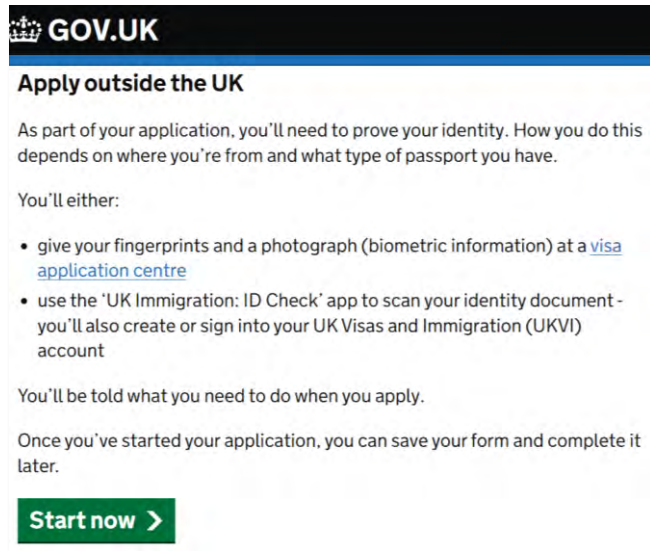 GOV.UK
Apply outside the UK
As part of your application, you'll need to prove your identity. How you do this
depends on where you're from and what type of passport you have.
You'll either:
• give your fingerprints and a photograph (biometric information) at a visa
application centre
• use the ‘UK Immigration: ID Check’ app to scan your identity document -
you'll also create or sign into your UK Visas and Immigration (UKVI)
account
You'll be told what you need to do when you apply.
Once you've started your application, you can save your form and complete it
later.
Start now